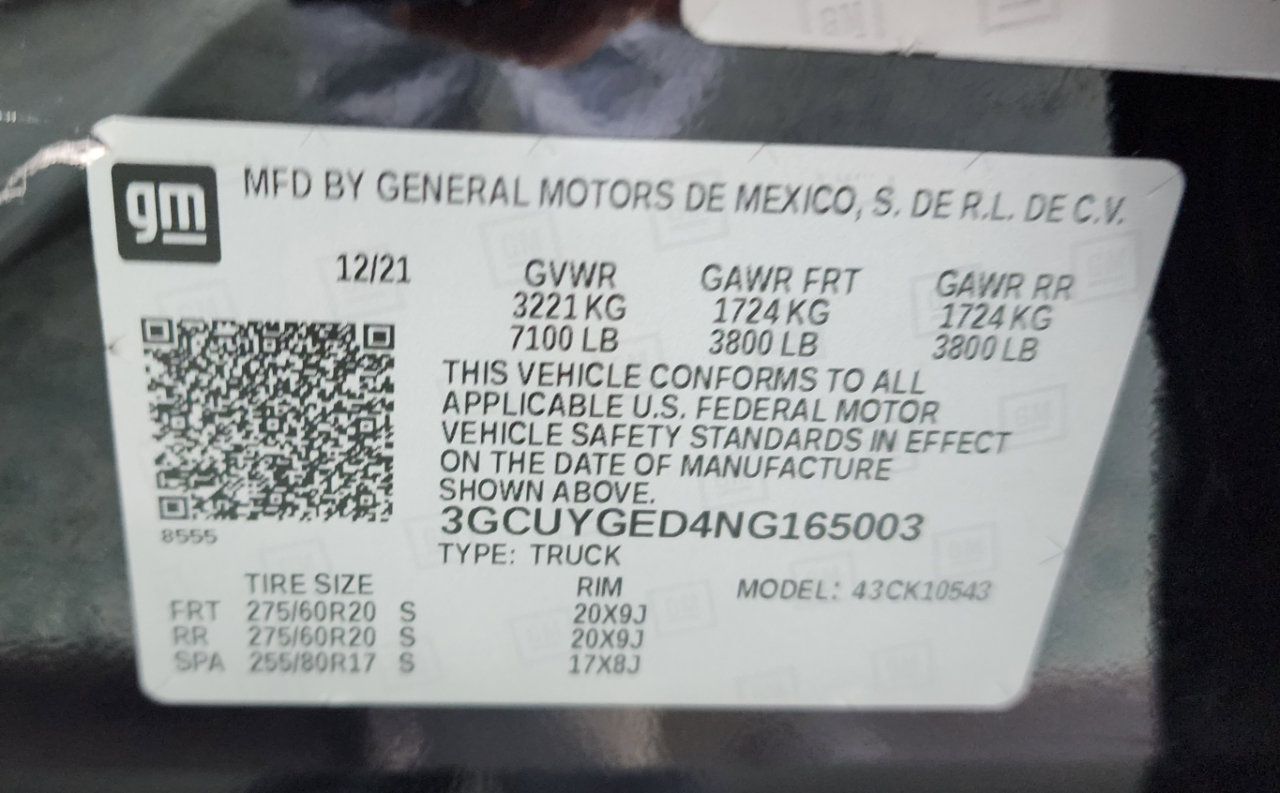 gm
MFD BY GENERAL MOTORS DE MEXICO, S. DE R.L. DE C.V.
12/21 GVWR GAWR FRT GAWR RR
3221 KG 1724 KG 1724 KG
7100 LB 3800 LB 3800 LB
THIS VEHICLE CONFORMS TO ALL
APPLICABLE U.S. FEDERAL MOTOR
VEHICLE SAFETY STANDARDS IN EFFECT
ON THE DATE OF MANUFACTURE
SHOWN ABOVE.
3GCUYGED4NG165003
8555
TYPE: TRUCK
TIRE SIZE RIM MODEL: 43CK10543
FRT 275/60R20 S 20X9J
RR 275/60R20 S 20X9J
SPA 255/80R17 S 17X8J